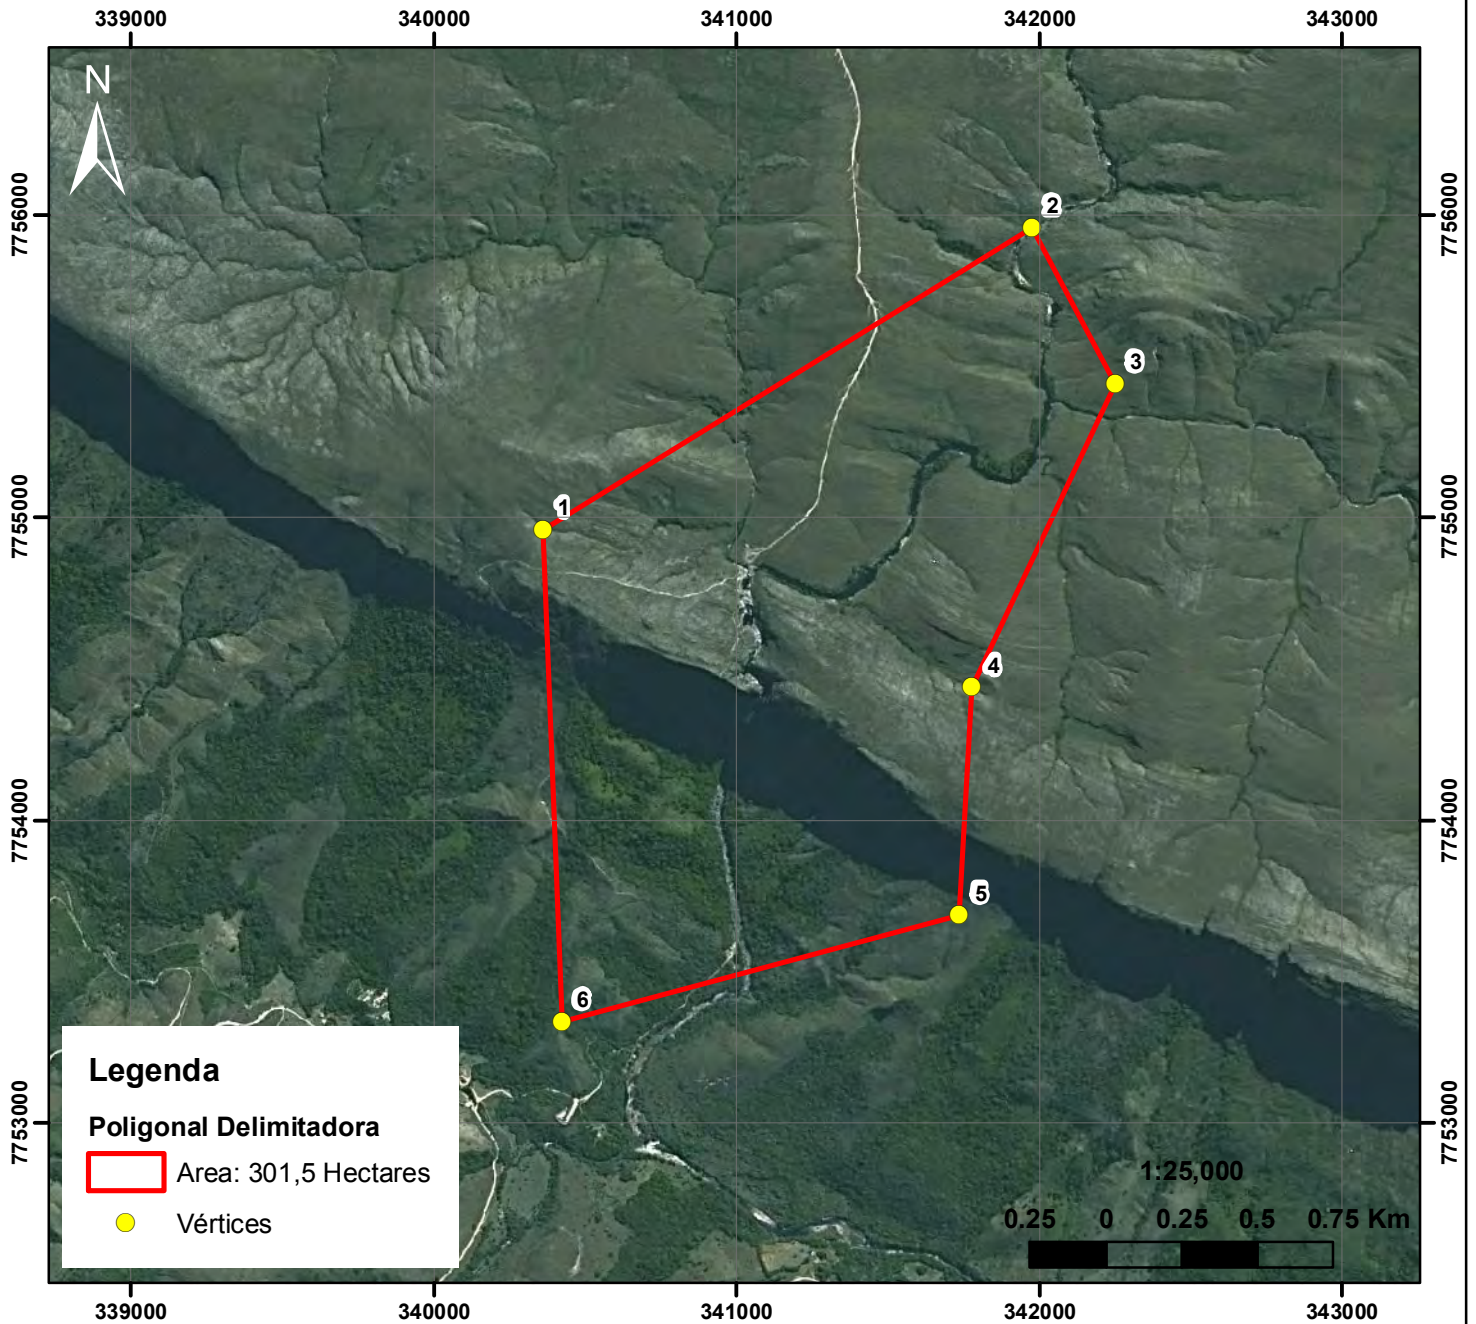 339000 340000 341000 342000 343000
N
7756000 7756000
2
3
1
7755000 7755000
4
7754000 7754000
5
6
7753000 7753000
Legenda
Poligonal Delimitadora
Area: 301,5 Hectares
Vértices
1:25,000
0.25 0 0.25 0.5 0.75 Km
339000 340000 341000 342000 343000